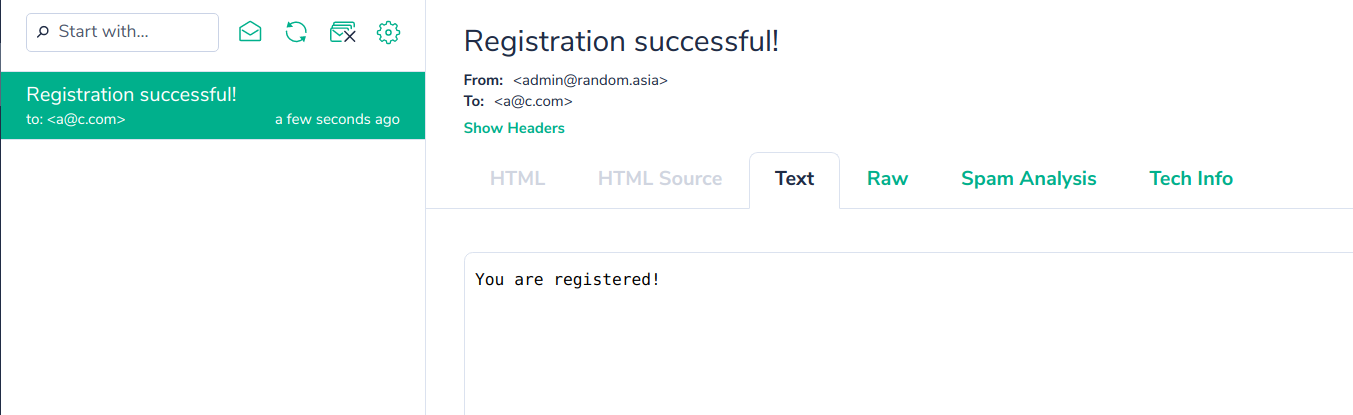 Start with...
Registration successful!
to: <a@c.com> a few seconds ago
Registration successful!
From: <admin@random.asia>
To: <a@c.com>
Show Headers
HTML HTML Source Text Raw Spam Analysis Tech Info
You are registered!